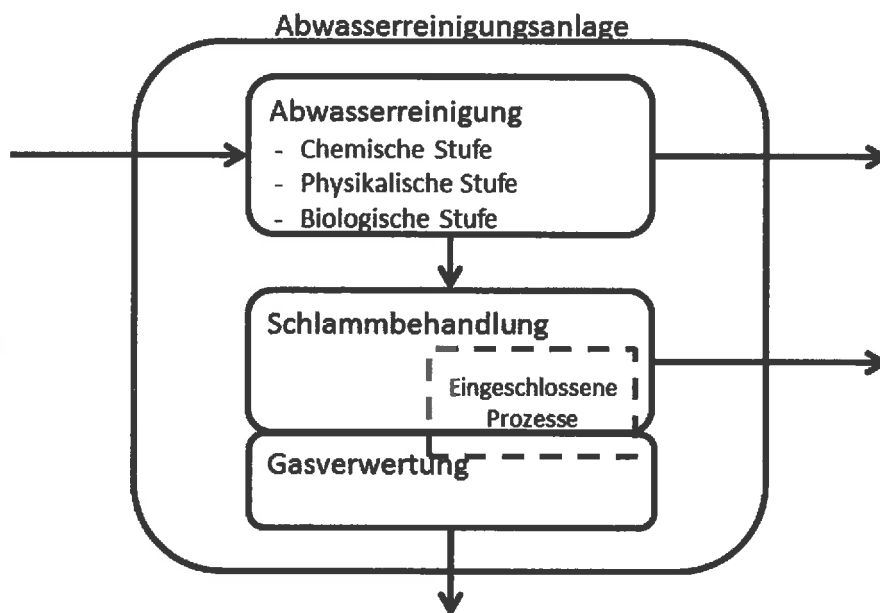 Abwasserreinigungsanlage
Abwasserreinigung
- Chemische Stufe
- Physikalische Stufe
- Biologische Stufe
Schlammbehandlung
Eingeschlossene
Prozesse
Gasverwertung